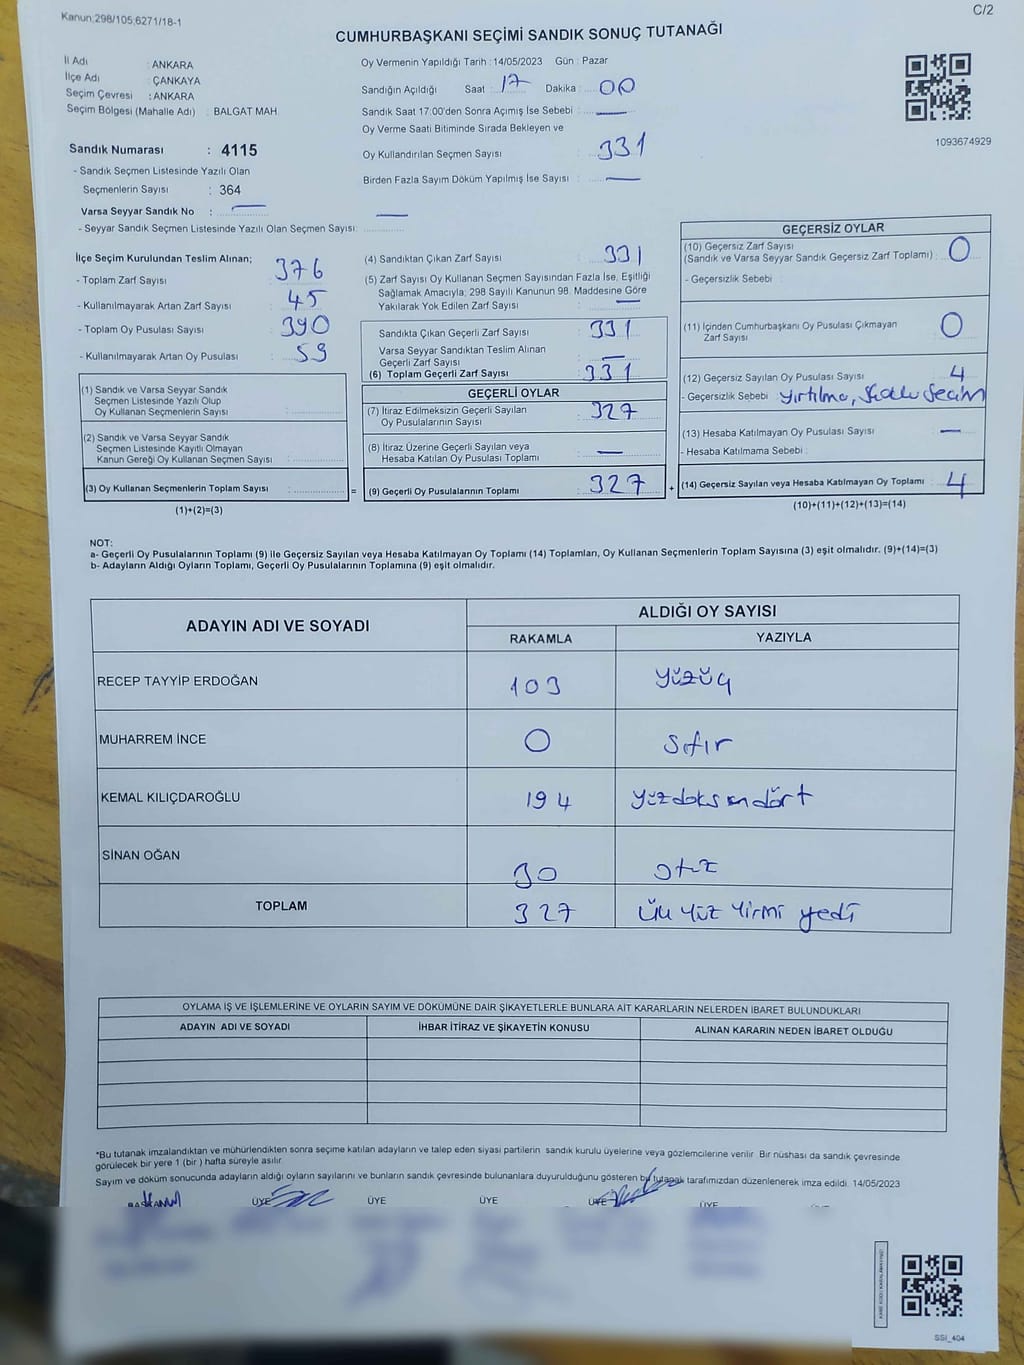 Kanun:298/105,6271/18-1
C/2
CUMHURBAŞKANI SEÇİMİ SANDIK SONUÇ TUTANAĞI
İl Adı : ANKARA
İlçe Adı : ÇANKAYA
Seçim Çevresi : ANKARA
Seçim Bölgesi (Mahalle Adı) : BALGAT MAH
Sandık Numarası : 4115
- Sandık Seçmen Listesinde Yazılı Olan
Seçmenlerin Sayısı : 364
Varsa Seyyar Sandık No : —
- Seyyar Sandık Seçmen Listesinde Yazılı Olan Seçmen Sayısı: —
Oy Vermenin Yapıldığı Tarih : 14/05/2023 Gün : Pazar
Sandığın Açıldığı Saat : 17 Dakika : 00
Sandık Saat 17:00'den Sonra Açımış İse Sebebi : —
Oy Verme Saati Bitiminde Sırada Bekleyen ve
Oy Kullandırılan Seçmen Sayısı : 331
Birden Fazla Sayım Döküm Yapılmış İse Sayısı : —
1093674929
İlçe Seçim Kurulundan Teslim Alınan;
- Toplam Zarf Sayısı : 376
- Kullanılmayarak Artan Zarf Sayısı : 45
- Toplam Oy Pusulası Sayısı : 390
- Kullanılmayarak Artan Oy Pusulası : 59
(1) Sandık ve Varsa Seyyar Sandık
Seçmen Listesinde Yazılı Olup
Oy Kullanan Seçmenlerin Sayısı :
(2) Sandık ve Varsa Seyyar Sandık
Seçmen Listesinde Kayıtlı Olmayan
Kanun Gereği Oy Kullanan Seçmen Sayısı :
(3) Oy Kullanan Seçmenlerin Toplam Sayısı : =
(1)+(2)=(3)
(4) Sandıktan Çıkan Zarf Sayısı : 331
(5) Zarf Sayısı Oy Kullanan Seçmen Sayısından Fazla İse, Eşitliği
Sağlamak Amacıyla; 298 Sayılı Kanunun 98. Maddesine Göre
Yakılarak Yok Edilen Zarf Sayısı : —
Sandıkta Çıkan Geçerli Zarf Sayısı : 331
Varsa Seyyar Sandıktan Teslim Alınan
Geçerli Zarf Sayısı : —
(6) Toplam Geçerli Zarf Sayısı : 331
GEÇERLİ OYLAR
(7) İtiraz Edilmeksizin Geçerli Sayılan
Oy Pusulalarının Sayısı : 327
(8) İtiraz Üzerine Geçerli Sayılan veya
Hesaba Katılan Oy Pusulası Toplamı : —
(9) Geçerli Oy Pusulalarının Toplamı : 327 +
GEÇERSİZ OYLAR
(10) Geçersiz Zarf Sayısı
(Sandık ve Varsa Seyyar Sandık Geçersiz Zarf Toplamı) : 0
- Geçersizlik Sebebi :
(11) İçinden Cumhurbaşkanı Oy Pusulası Çıkmayan
Zarf Sayısı : 0
(12) Geçersiz Sayılan Oy Pusulası Sayısı : 4
- Geçersizlik Sebebi : Yırtılma, seçim
(13) Hesaba Katılmayan Oy Pusulası Sayısı : —
- Hesaba Katılmama Sebebi :
(14) Geçersiz Sayılan veya Hesaba Katılmayan Oy Toplamı : 4
(10)+(11)+(12)+(13)=(14)
NOT:
a- Geçerli Oy Pusulalarının Toplamı (9) ile Geçersiz Sayılan veya Hesaba Katılmayan Oy Toplamı (14) Toplamları, Oy Kullanan Seçmenlerin Toplam Sayısına (3) eşit olmalıdır. (9)+(14)=(3)
b- Adayların Aldığı Oyların Toplamı, Geçerli Oy Pusulalarının Toplamına (9) eşit olmalıdır.
ADAYIN ADI VE SOYADI
ALDIĞI OY SAYISI
RAKAMLA YAZIYLA
RECEP TAYYİP ERDOĞAN 103 Yüzüç
MUHARREM İNCE 0 Sıfır
KEMAL KILIÇDAROĞLU 194 Yüzdoksandört
SİNAN OĞAN 30 otuz
TOPLAM 327 Üç Yüz Yirmi yedi
OYLAMA İŞ VE İŞLEMLERİNE VE OYLARIN SAYIM VE DÖKÜMÜNE DAİR ŞİKAYETLERLE BUNLARA AİT KARARLARIN NELERDEN İBARET BULUNDUKLARI
ADAYIN ADI VE SOYADI İHBAR İTİRAZ VE ŞİKAYETİN KONUSU ALINAN KARARIN NEDEN İBARET OLDUĞU
*Bu tutanak imzalandıktan ve mühürlendikten sonra seçime katılan adayların ve talep eden siyasi partilerin sandık kurulu üyelerine veya gözlemcilerine verilir. Bir nüshası da sandık çevresinde
görülecek bir yere 1 (bir ) hafta süreyle asılır.
Sayım ve döküm sonucunda adayların aldığı oyların sayılarını ve bunların sandık çevresinde bulunanlara duyurulduğunu gösteren bu tutanak tarafımızdan düzenlenerek imza edildi. 14/05/2023
BAŞKAN ÜYE ÜYE ÜYE ÜYE ÜYE ÜYE
SSİ_404